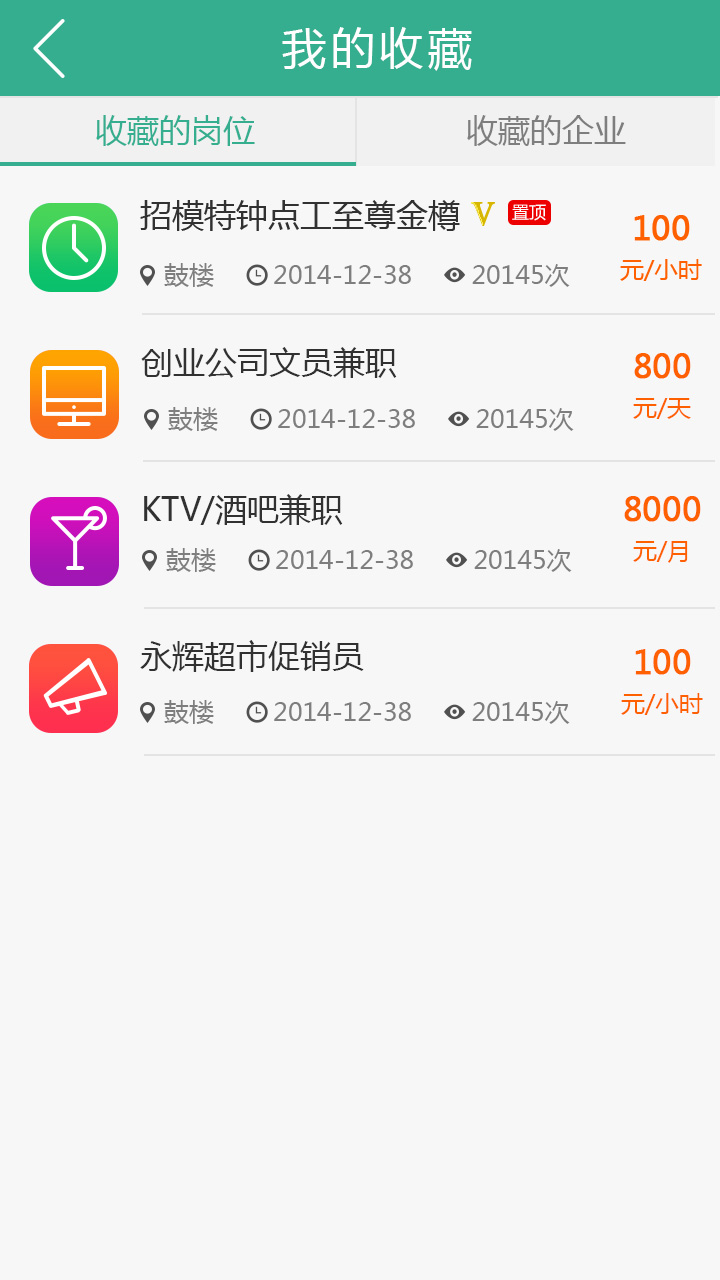 我的收藏
收藏的岗位 收藏的企业
招模特钟点工至尊金樽 V 置顶
100
鼓楼 2014-12-38 20145次
元/小时
创业公司文员兼职
800
鼓楼 2014-12-38 20145次
元/天
KTV/酒吧兼职
8000
鼓楼 2014-12-38 20145次
元/月
永辉超市促销员
100
鼓楼 2014-12-38 20145次
元/小时